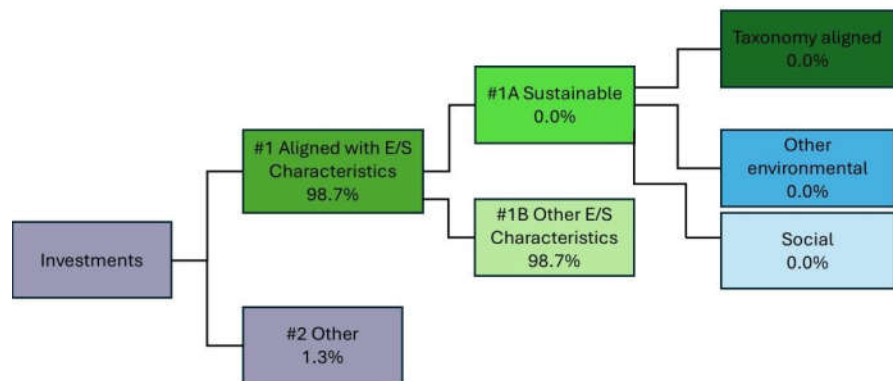 Taxonomy aligned
0.0%
#1A Sustainable
0.0%
#1 Aligned with E/S
Characteristics
98.7%
Other
environmental
0.0%
#1B Other E/S
Characteristics
98.7%
Social
0.0%
Investments
#2 Other
1.3%